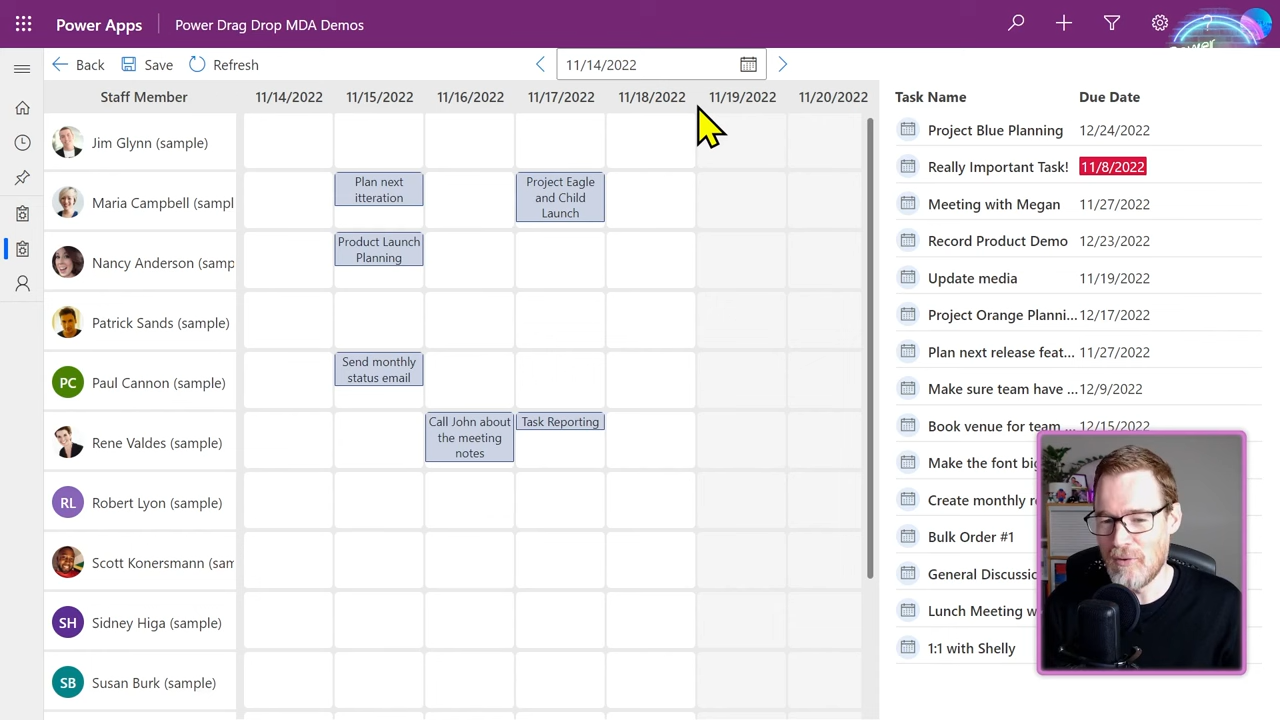 Power Apps
Power Drag Drop MDA Demos
Back
Save
Refresh
11/14/2022
Staff Member
11/14/2022
11/15/2022
11/16/2022
11/17/2022
11/18/2022
11/19/2022
11/20/2022
Jim Glynn (sample)
Maria Campbell (sampl
Plan next
itteration
Project Eagle
and Child
Launch
Nancy Anderson (samp
Product Launch
Planning
Patrick Sands (sample)
PC
Paul Cannon (sample)
Send monthly
status email
Rene Valdes (sample)
Call John about
the meeting
notes
Task Reporting
RL
Robert Lyon (sample)
Scott Konersmann (sam
SH
Sidney Higa (sample)
SB
Susan Burk (sample)
Task Name
Due Date
Project Blue Planning
12/24/2022
Really Important Task!
11/8/2022
Meeting with Megan
11/27/2022
Record Product Demo
12/23/2022
Update media
11/19/2022
Project Orange Planni...
12/17/2022
Plan next release feat...
11/27/2022
Make sure team have ...
12/9/2022
Book venue for team ...
12/15/2022
Make the font big
Create monthly r
Bulk Order #1
General Discussi
Lunch Meeting w
1:1 with Shelly